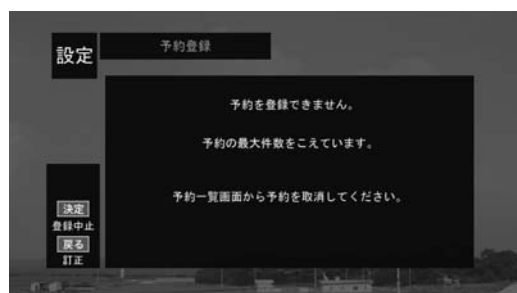 設定
予約登録
予約を登録できません。
予約の最大件数をこえています。
予約一覧画面から予約を取消してください。
決定
登録中止
戻る
訂正